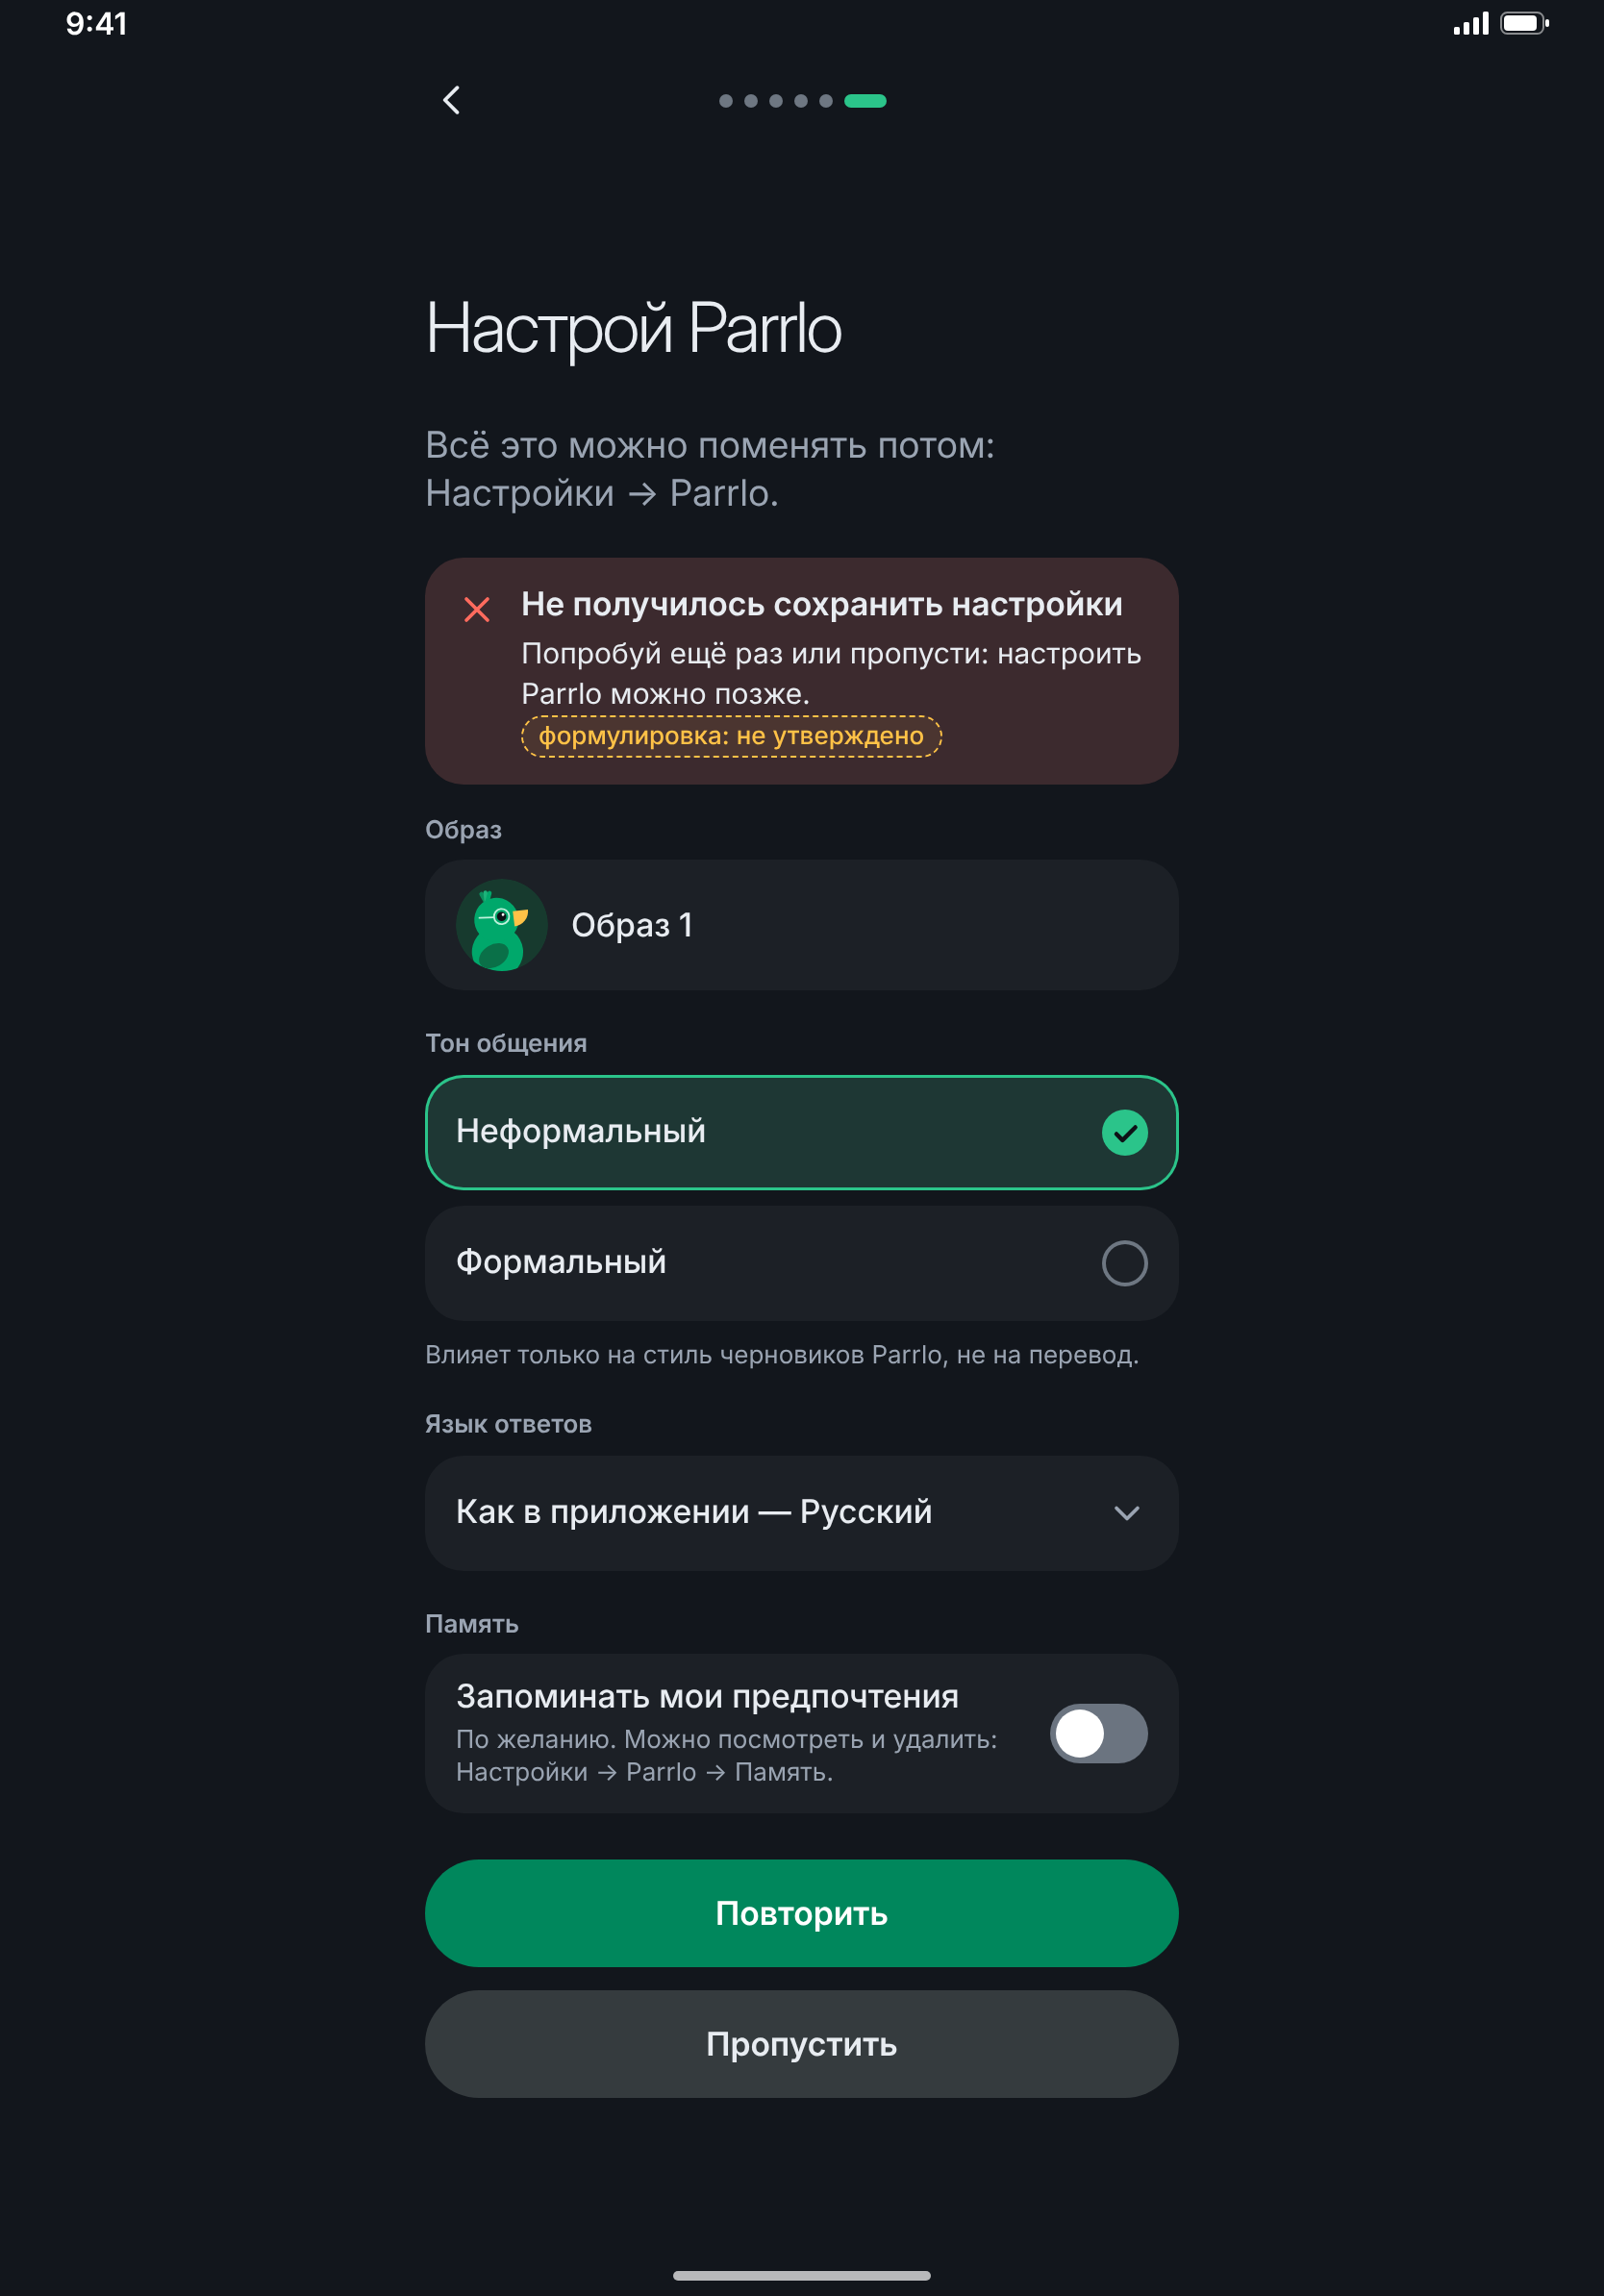 9:41
Настрой Parrlo
Всё это можно поменять потом:
Настройки → Parrlo.
Не получилось сохранить настройки
Попробуй ещё раз или пропусти: настроить
Parrlo можно позже.
формулировка: не утверждено
Образ
Образ 1
Тон общения
Неформальный
Формальный
Влияет только на стиль черновиков Parrlo, не на перевод.
Язык ответов
Как в приложении — Русский
Память
Запоминать мои предпочтения
По желанию. Можно посмотреть и удалить:
Настройки → Parrlo → Память.
Повторить
Пропустить